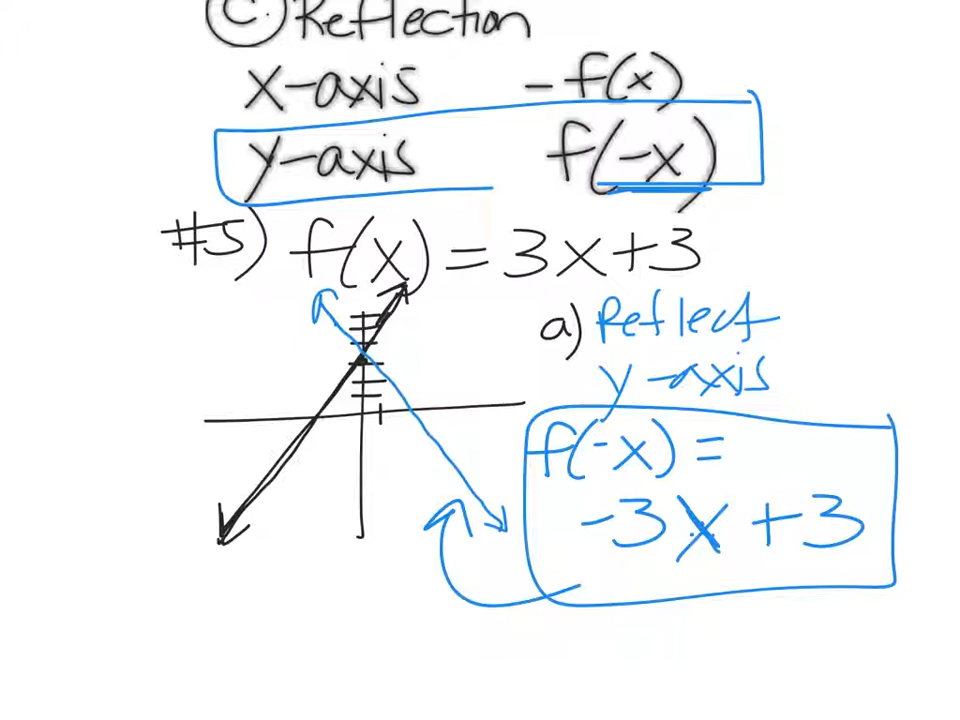 C. Reflection
x-axis -f(x)
y-axis f(-x)
#5) f(x) = 3x+3
a) Reflect
y-axis
f(-x) =
-3x +3